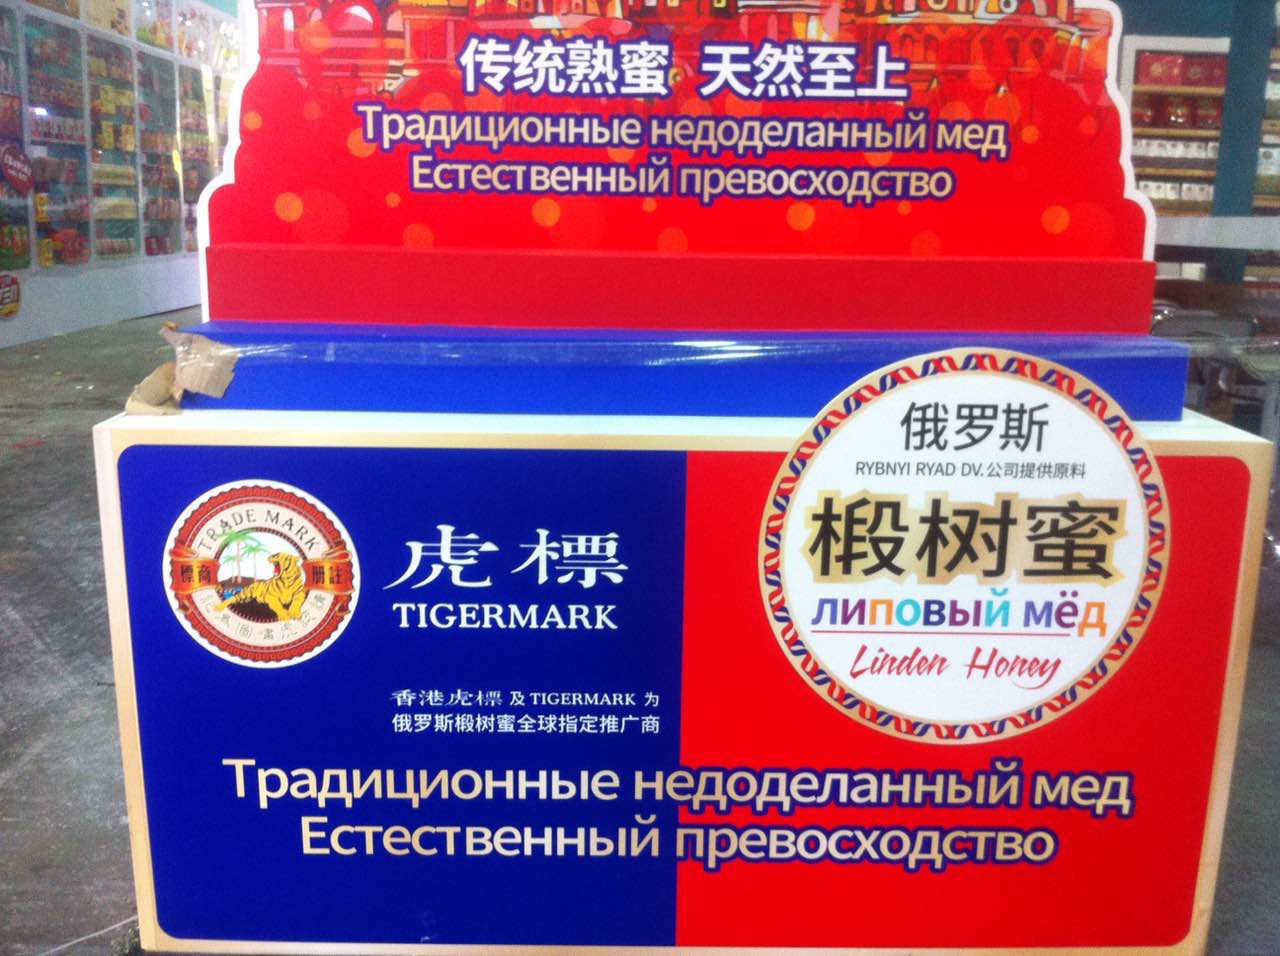 传统熟蜜 天然至上
Традиционные недоделанный мед
Естественный превосходство
俄罗斯
RYBNYI RYAD DV. 公司提供原料
椴树蜜
липовый мёд
Linden Honey
TRADE MARK
標商 冊註
虎標
TIGERMARK
香港虎標及 TIGERMARK 为
俄罗斯椴树蜜全球指定推广商
Традиционные недоделанный мед
Естественный превосходство